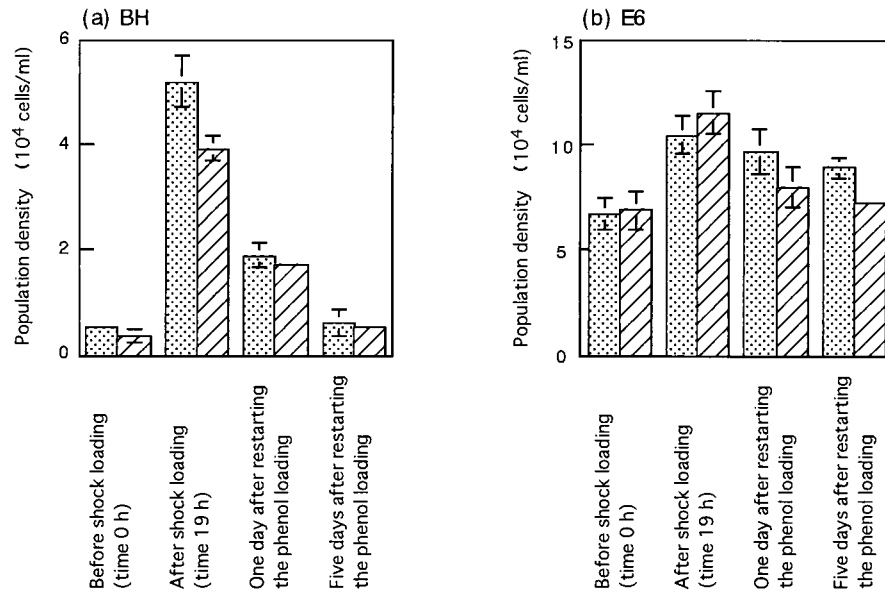 (a) BH
Population density (10⁴ cells/ml)
6
4
2
0
Before shock loading
(time 0 h)
After shock loading
(time 19 h)
One day after restarting
the phenol loading
Five days after restarting
the phenol loading
(b) E6
Population density (10⁴ cells/ml)
15
10
5
0
Before shock loading
(time 0 h)
After shock loading
(time 19 h)
One day after restarting
the phenol loading
Five days after restarting
the phenol loading